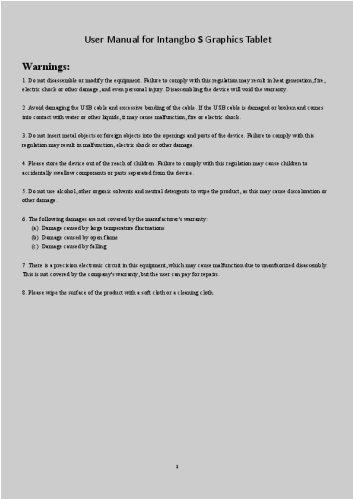 User Manual for Intangbo S Graphics Tablet
Warnings:
1. Do not disassemble or modify the equipment. Failure to comply with this regulation may result in heat generation, fire,
electric shock or other damage, and even personal injury. Disassembling the device will void the warranty.
2. Avoid damaging the USB cable and excessive bending of the cable. If the USB cable is damaged or broken and comes
into contact with water or other liquids, it may cause malfunction, fire or electric shock.
3. Do not insert metal objects or foreign objects into the openings and parts of the device. Failure to comply with this
regulation may result in malfunction, electric shock or other damage.
4. Please store the device out of the reach of children. Failure to comply with this regulation may cause children to
accidentally swallow components or parts separated from the device.
5. Do not use alcohol, other organic solvents and neutral detergents to wipe the product, as this may cause discoloration or
other damage.
6. The following damages are not covered by the manufacturer's warranty:
(a) Damage caused by large temperature fluctuations
(b) Damage caused by open flame
(c) Damage caused by falling.
7. There is a precision electronic circuit in this equipment, which may cause malfunction due to unauthorized disassembly.
This is not covered by the company's warranty, but the user can pay for repairs.
8. Please wipe the surface of the product with a soft cloth or a cleaning cloth.
1